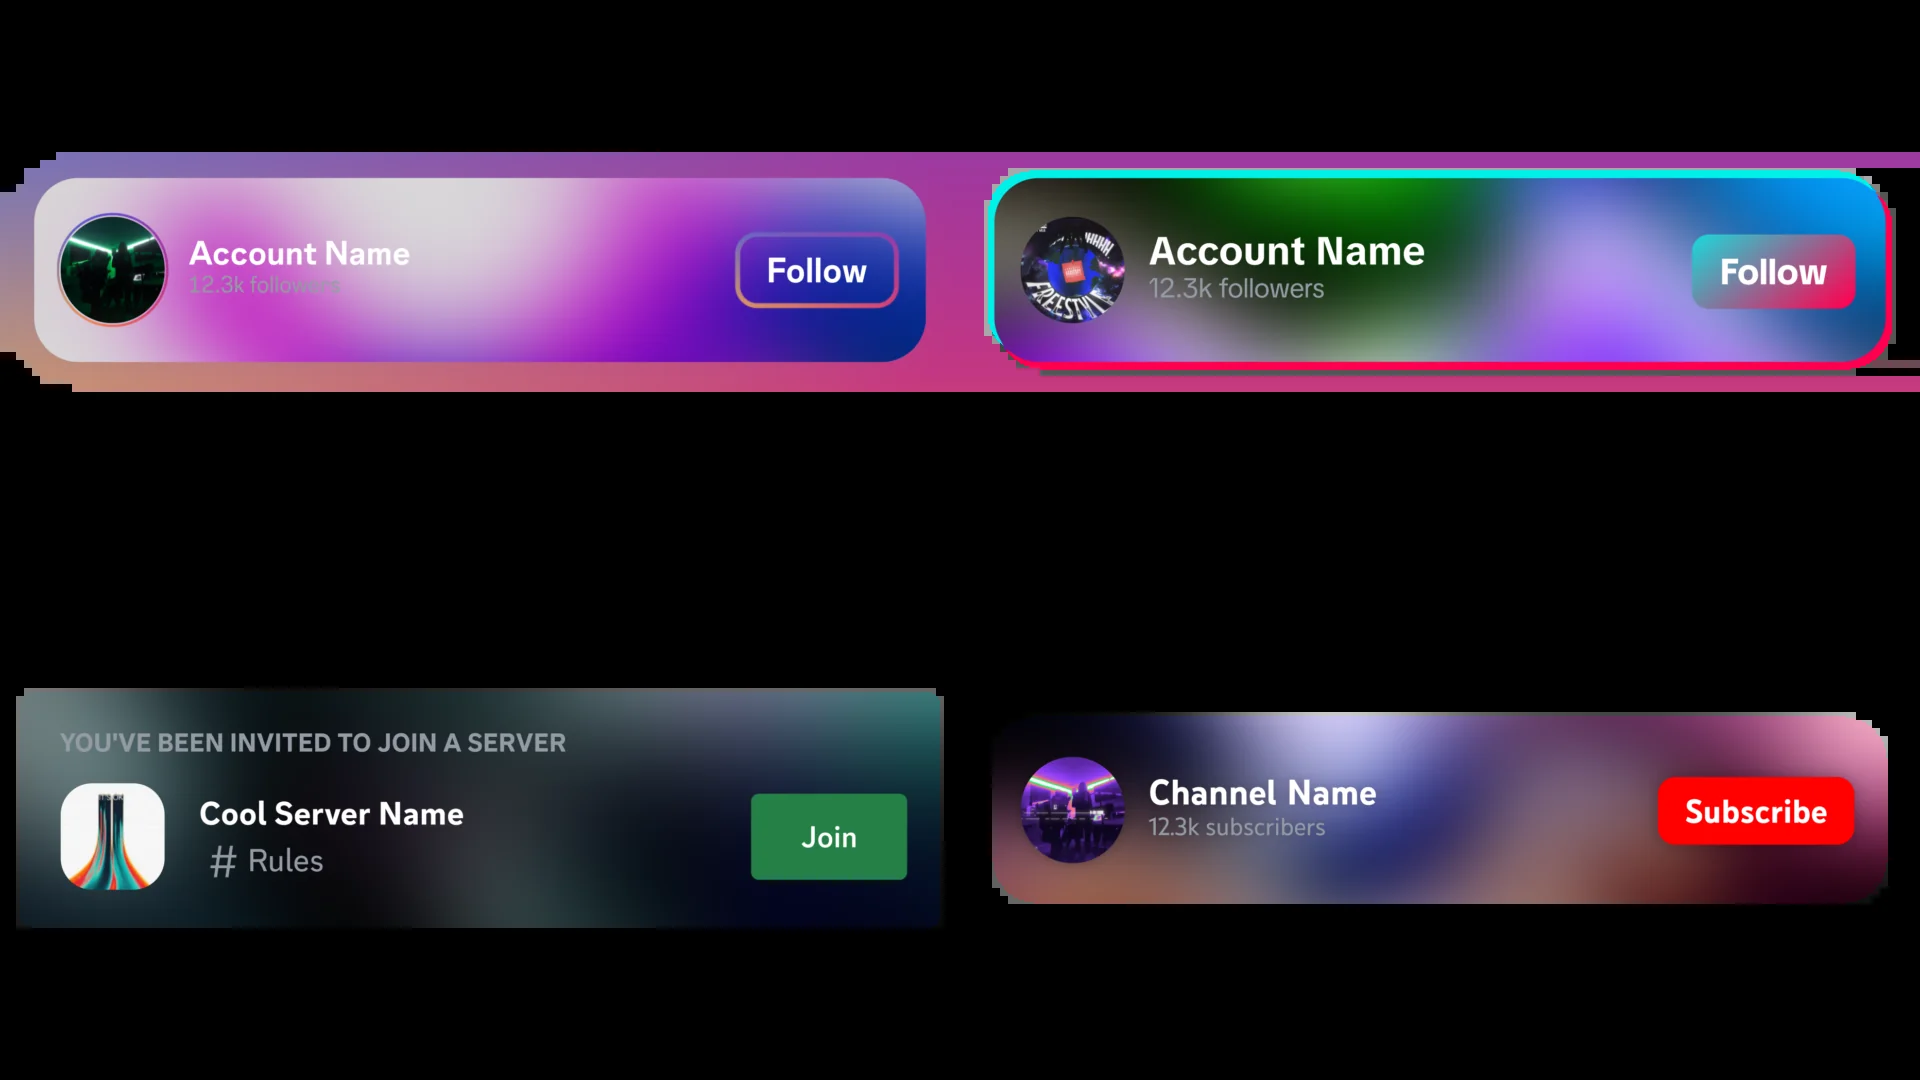 Account Name
12.3k followers
Follow
Account Name
12.3k followers
Follow
FREESTYLE
YOU'VE BEEN INVITED TO JOIN A SERVER
Cool Server Name
# Rules
Join
Channel Name
12.3k subscribers
Subscribe